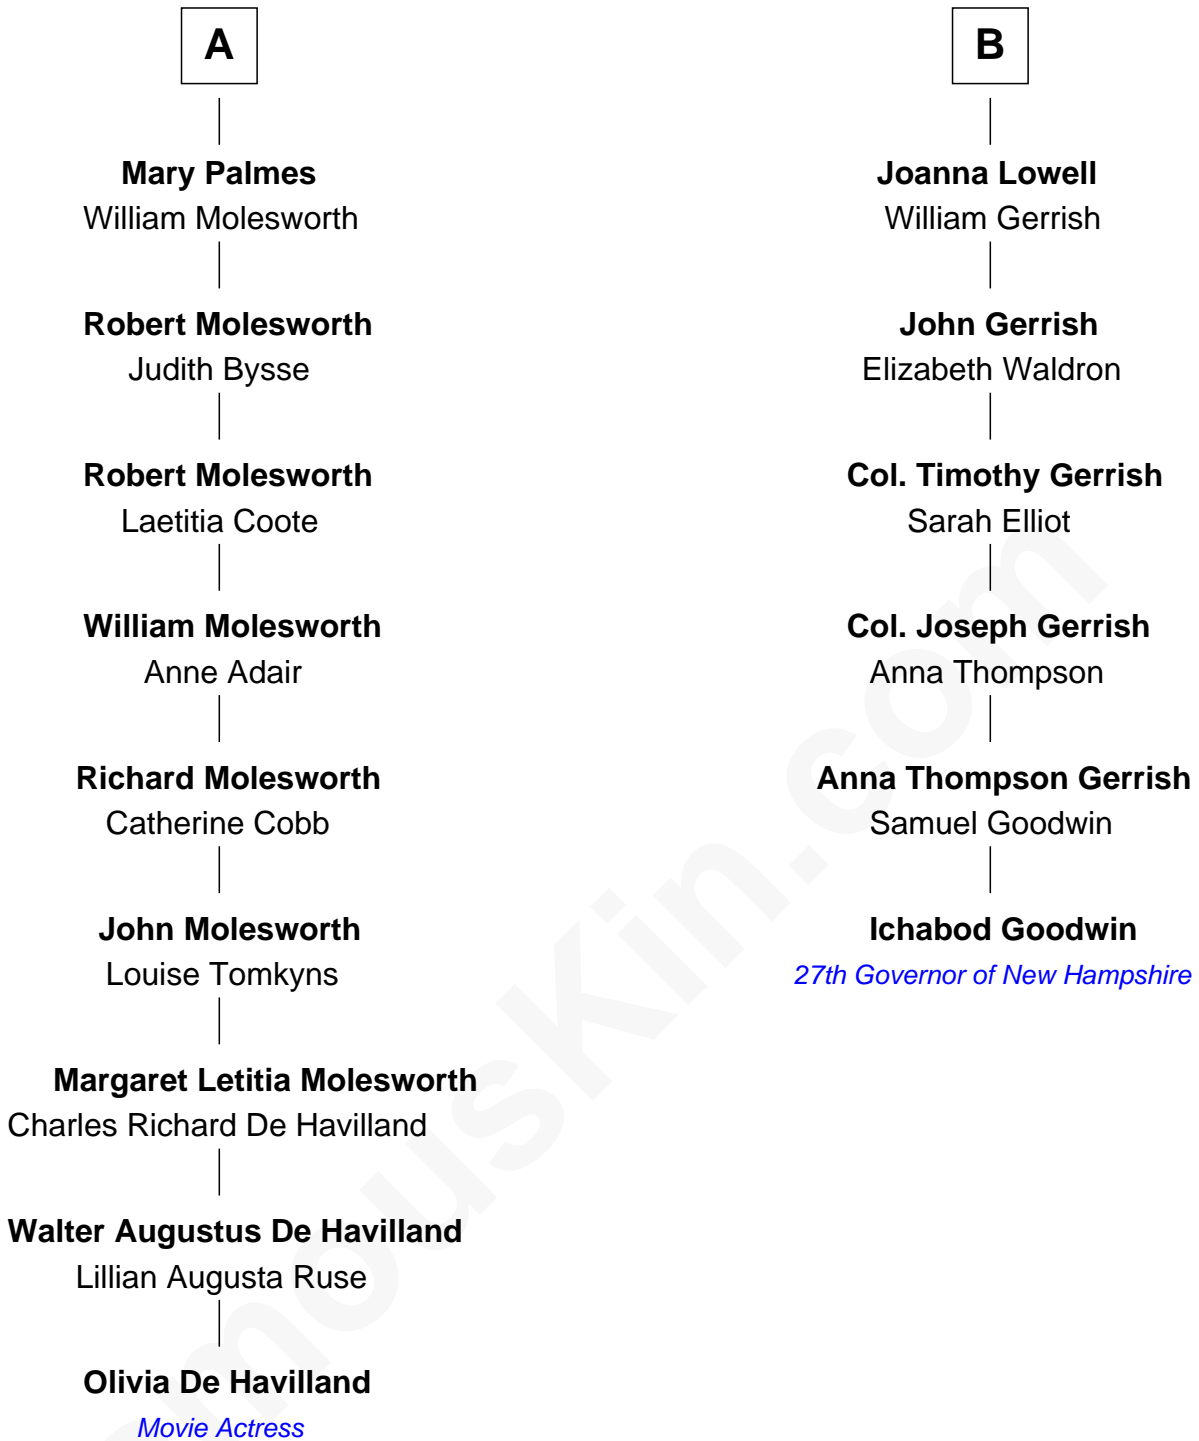 A
Mary Palmes
William Molesworth
Robert Molesworth
Judith Bysse
Robert Molesworth
Laetitia Coote
William Molesworth
Anne Adair
Richard Molesworth
Catherine Cobb
John Molesworth
Louise Tomkyns
Margaret Letitia Molesworth
Charles Richard De Havilland
Walter Augustus De Havilland
Lillian Augusta Ruse
Olivia De Havilland
Movie Actress
B
Joanna Lowell
William Gerrish
John Gerrish
Elizabeth Waldron
Col. Timothy Gerrish
Sarah Elliot
Col. Joseph Gerrish
Anna Thompson
Anna Thompson Gerrish
Samuel Goodwin
Ichabod Goodwin
27th Governor of New Hampshire
mouskin.com